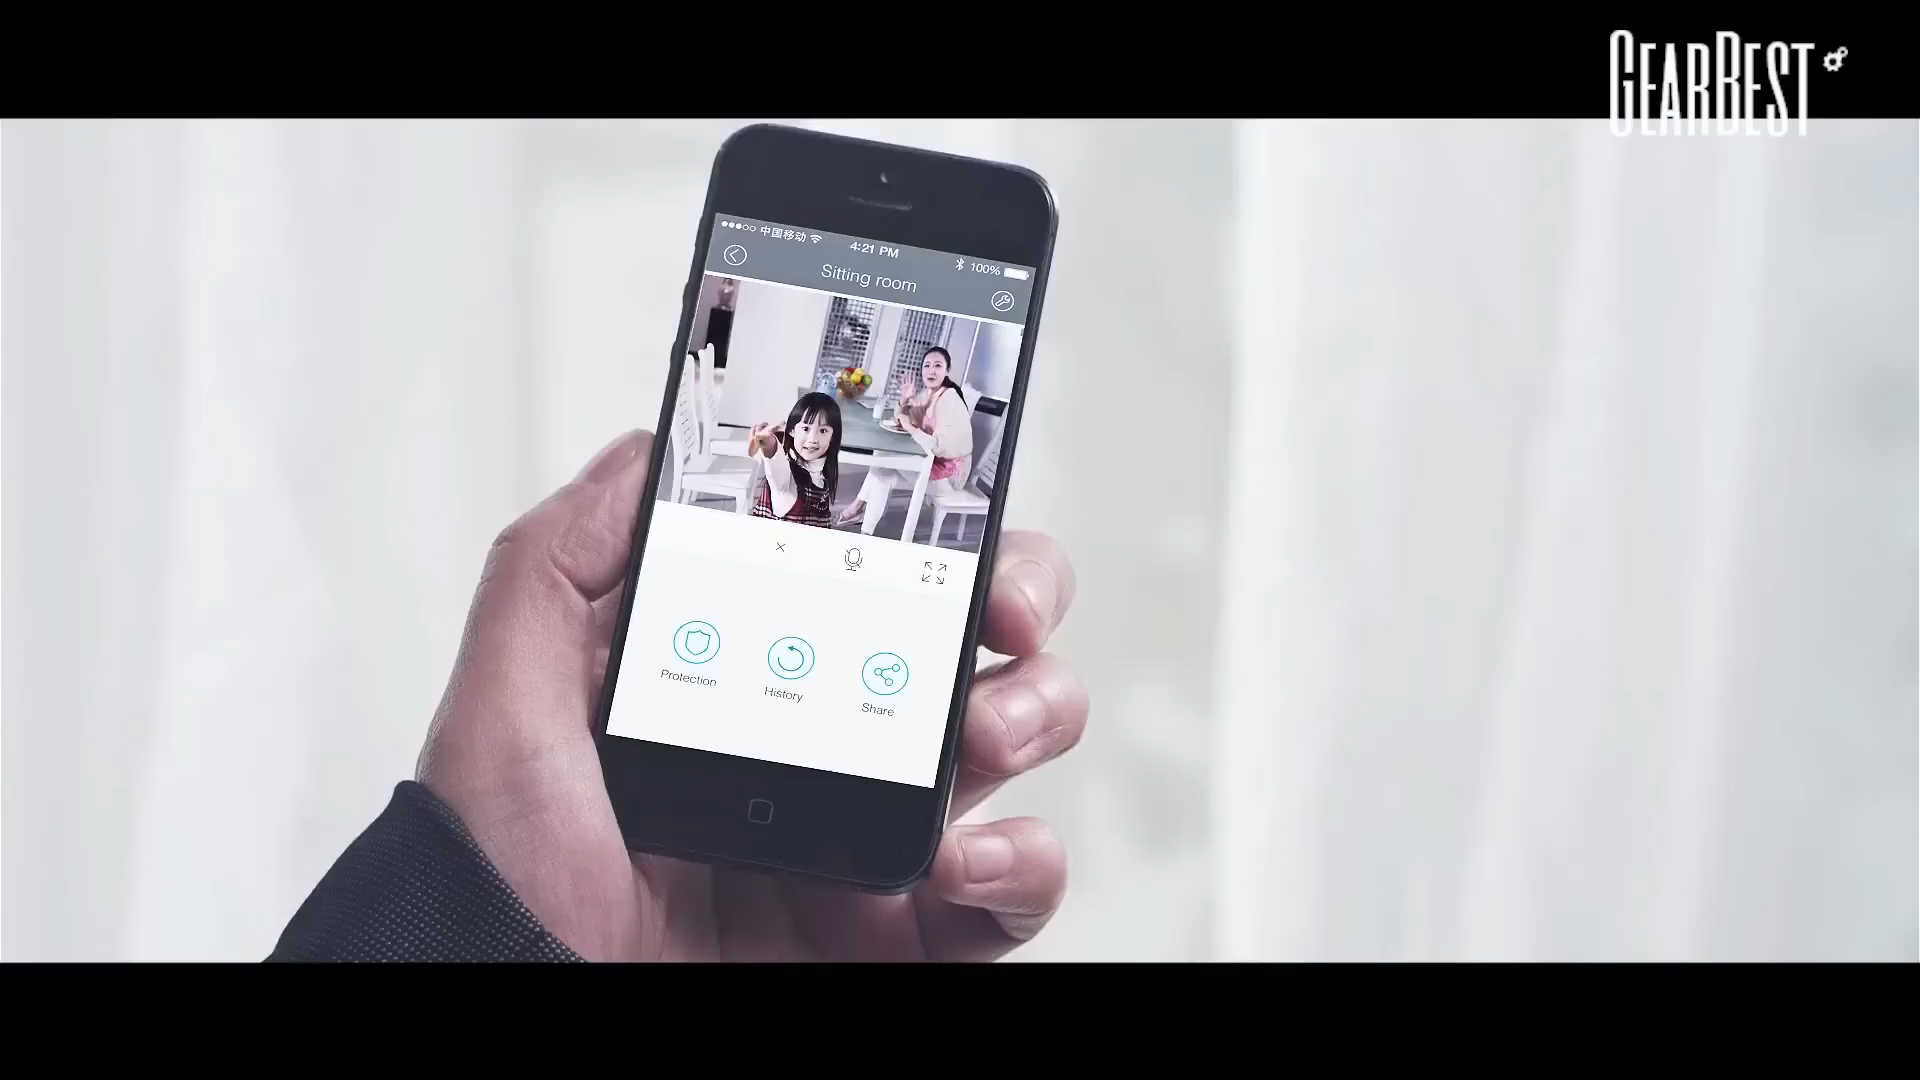 GEARBEST
中国移动
4:21 PM
100%
Sitting room
Protection
History
Share